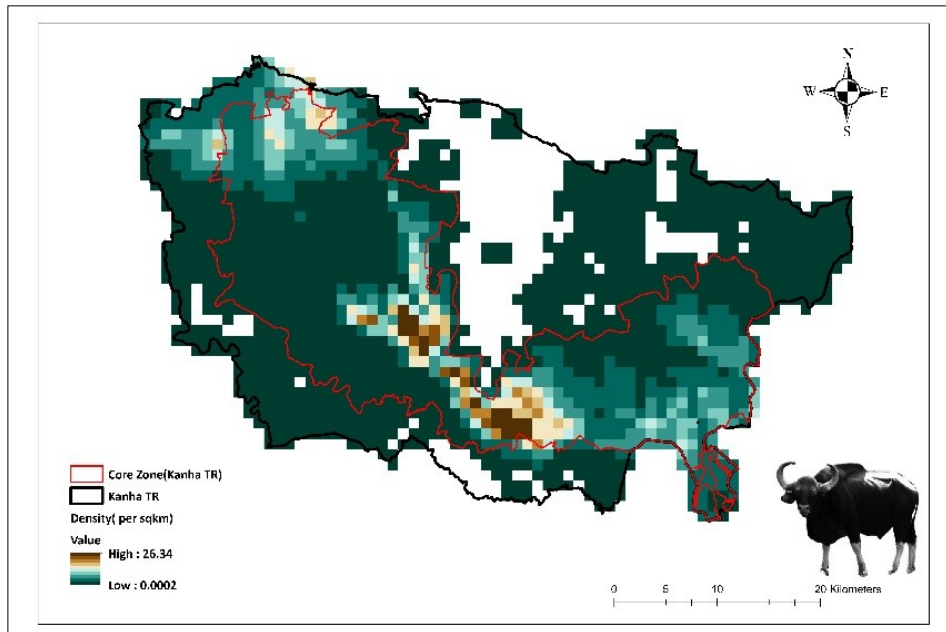 N
W E
S
Core Zone(Kanha TR)
Kanha TR
Density( per sqkm)
Value
High : 26.34
Low : 0.0002
0 5 10 20 Kilometers